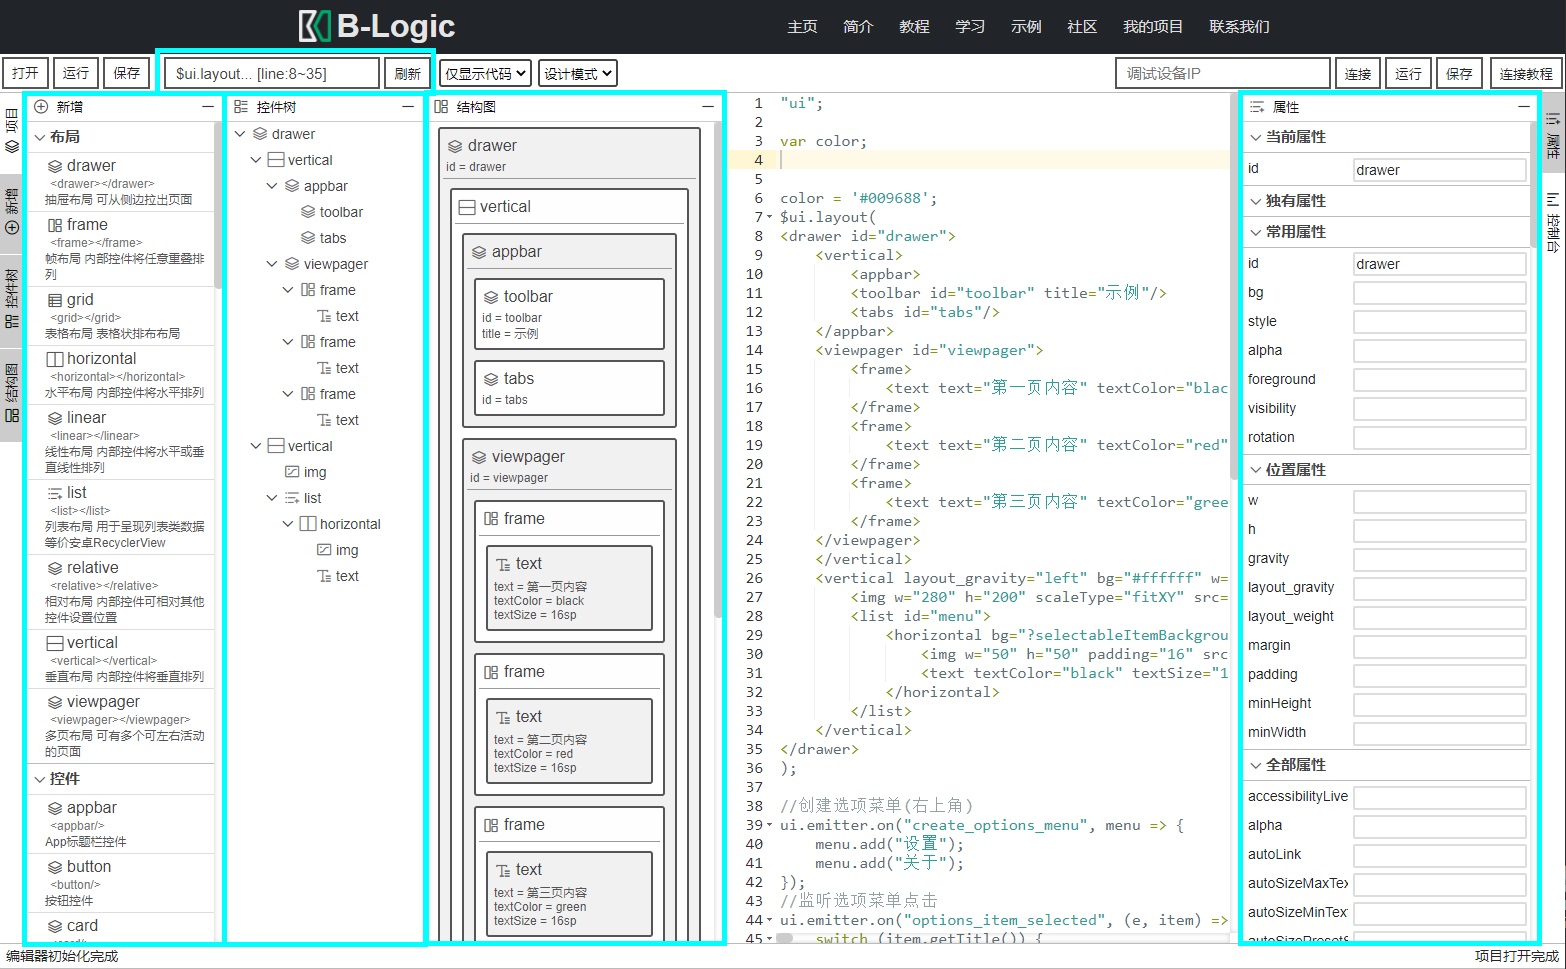 B-Logic
主页 简介 教程 学习 示例 社区 我的项目 联系我们
打开 运行 保存 $ui.layout... [line:8~35] 刷新 仅显示代码 设计模式 调试设备IP 连接 运行 保存 连接教程
项目
新增
控件树
结构图
新增
布局
drawer
<drawer></drawer>
抽屉布局 可从侧边拉出页面
frame
<frame></frame>
帧布局 内部控件将任意重叠排
列
grid
<grid></grid>
表格布局 表格状排布布局
horizontal
<horizontal></horizontal>
水平布局 内部控件将水平排列
linear
<linear></linear>
线性布局 内部控件将水平或垂
直线性排列
list
<list></list>
列表布局 用于呈现列表类数据
等价安卓RecyclerView
relative
<relative></relative>
相对布局 内部控件可相对其他
控件设置位置
vertical
<vertical></vertical>
垂直布局 内部控件将垂直排列
viewpager
<viewpager></viewpager>
多页布局 可有多个可左右活动
的页面
控件
appbar
<appbar/>
App标题栏控件
button
<button/>
按钮控件
card
控件树
drawer
vertical
appbar
toolbar
tabs
viewpager
frame
text
frame
text
frame
text
vertical
img
list
horizontal
img
text
结构图
drawer
id = drawer
vertical
appbar
toolbar
id = toolbar
title = 示例
tabs
id = tabs
viewpager
id = viewpager
frame
text
text = 第一页内容
textColor = black
textSize = 16sp
frame
text
text = 第二页内容
textColor = red
textSize = 16sp
frame
text
text = 第三页内容
textColor = green
textSize = 16sp
1 "ui";
2
3 var color;
4
5
6 color = '#009688';
7 $ui.layout(
8 <drawer id="drawer">
9 <vertical>
10 <appbar>
11 <toolbar id="toolbar" title="示例"/>
12 <tabs id="tabs"/>
13 </appbar>
14 <viewpager id="viewpager">
15 <frame>
16 <text text="第一页内容" textColor="blac
17 </frame>
18 <frame>
19 <text text="第二页内容" textColor="red"
20 </frame>
21 <frame>
22 <text text="第三页内容" textColor="gree
23 </frame>
24 </viewpager>
25 </vertical>
26 <vertical layout_gravity="left" bg="#ffffff" w=
27 <img w="280" h="200" scaleType="fitXY" src=
28 <list id="menu">
29 <horizontal bg="?selectableItemBackgrou
30 <img w="50" h="50" padding="16" src
31 <text textColor="black" textSize="1
32 </horizontal>
33 </list>
34 </vertical>
35 </drawer>
36 );
37
38 //创建选项菜单(右上角)
39 ui.emitter.on("create_options_menu", menu => {
40 menu.add("设置");
41 menu.add("关于");
42 });
43 //监听选项菜单点击
44 ui.emitter.on("options_item_selected", (e, item) =>
45 switch (item.getTitle()) {
属性
当前属性
id drawer
独有属性
常用属性
id drawer
bg
style
alpha
foreground
visibility
rotation
位置属性
w
h
gravity
layout_gravity
layout_weight
margin
padding
minHeight
minWidth
全部属性
accessibilityLive
alpha
autoLink
autoSizeMaxTex
autoSizeMinText
属性
控制台
编辑器初始化完成
项目打开完成